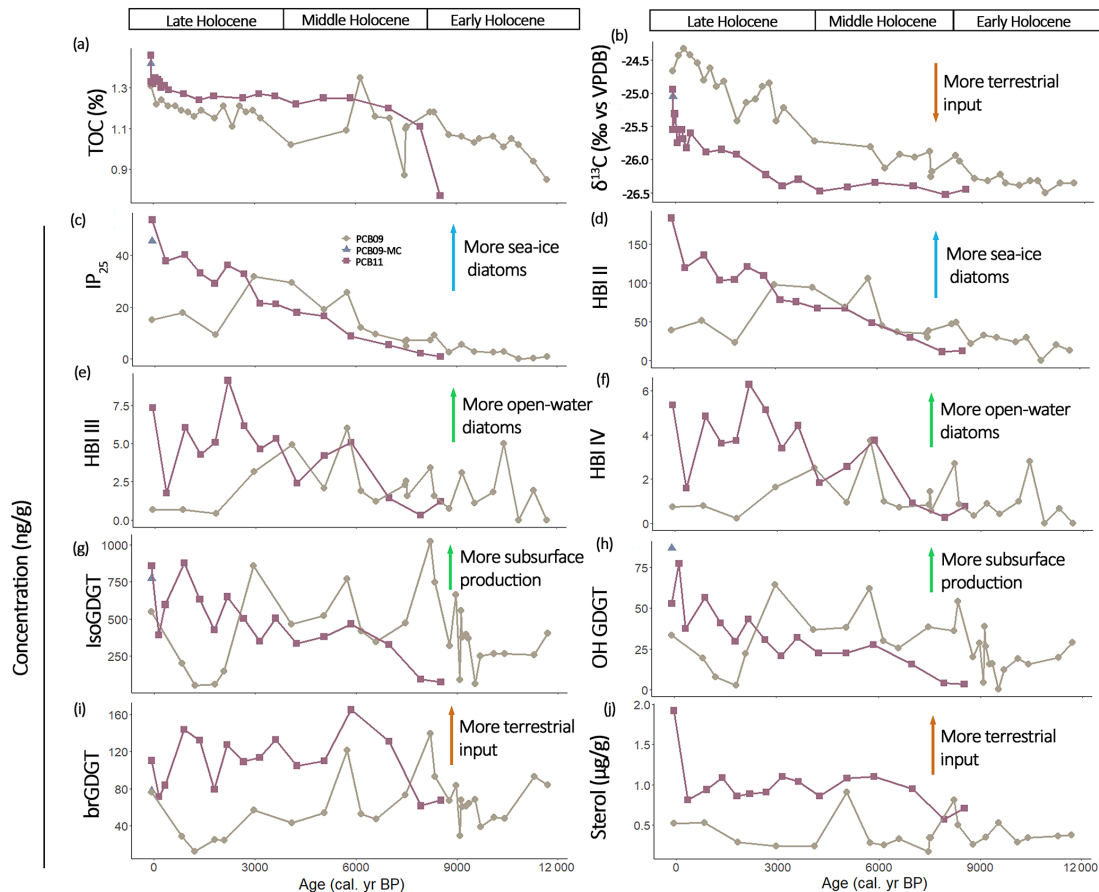 Late Holocene Middle Holocene Early Holocene
Late Holocene Middle Holocene Early Holocene
(a)
TOC (%)
1.3
1.1
0.9
(b)
δ¹³C (‰ vs VPDB)
-24.5
-25.0
-25.5
-26.0
-26.5
More terrestrial
input
Concentration (ng/g)
(c)
IP₂₅
40
20
0
PCB09
PCB09-MC
PCB11
More sea-ice
diatoms
(d)
HBI II
150
100
50
0
More sea-ice
diatoms
(e)
HBI III
7.5
5.0
2.5
0.0
More open-water
diatoms
(f)
HBI IV
6
4
2
0
More open-water
diatoms
(g)
IsoGDGT
1000
750
500
250
More subsurface
production
(h)
OH GDGT
75
50
25
0
More subsurface
production
(i)
brGDGT
160
120
80
40
More terrestrial
input
0 3000 6000 9000 12000
Age (cal. yr BP)
(j)
Sterol (µg/g)
2.0
1.5
1.0
0.5
More terrestrial
input
0 3000 6000 9000 12000
Age (cal. yr BP)